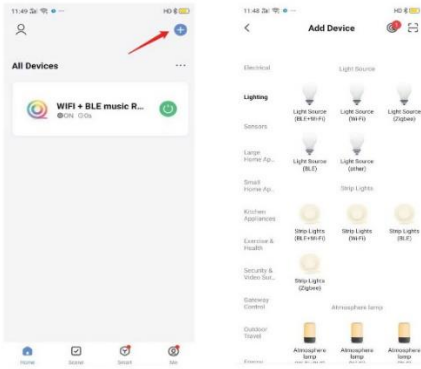 11:49
HD
All Devices
WIFI + BLE music R...
ON
Home
Scene
Smart
Me
11:48
HD
Add Device
Electrical
Light Source
Lighting
Light Source
(BLE+Wi-Fi)
Light Source
(Wi-Fi)
Light Source
(Zigbee)
Sensors
Large
Home Ap...
Light Source
(BLE)
Light Source
(other)
Small
Home Ap...
Strip Lights
Kitchen
Appliances
Strip Lights
(BLE+Wi-Fi)
Strip Lights
(Wi-Fi)
Strip Lights
(BLE)
Exercise &
Health
Security &
Video Sur...
Strip Lights
(Zigbee)
Gateway
Control
Atmosphere lamp
Outdoor
Travel
Atmosphere
lamp
Atmosphere
lamp
Atmosphere
lamp